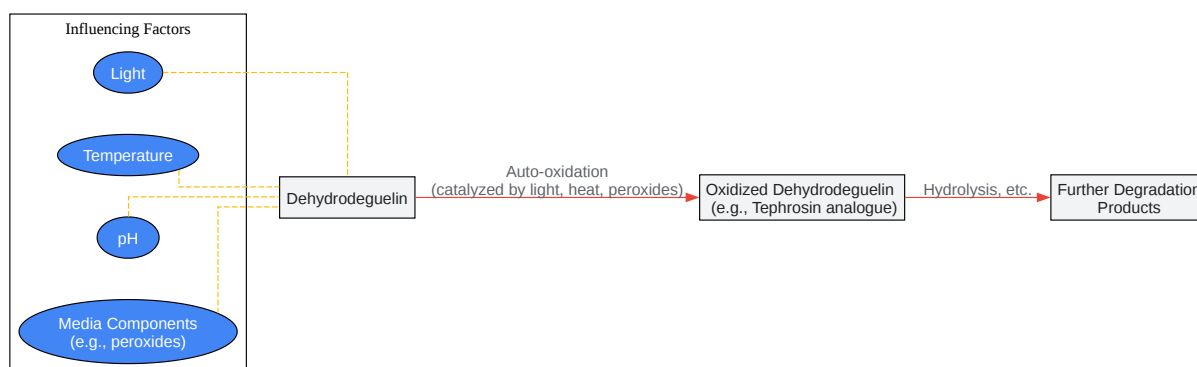 Influencing Factors
Light
Temperature
pH
Media Components
(e.g., peroxides)
Dehydrodeguelin
Auto-oxidation
(catalyzed by light, heat, peroxides)
Oxidized Dehydrodeguelin
(e.g., Tephrosin analogue)
Hydrolysis, etc.
Further Degradation
Products